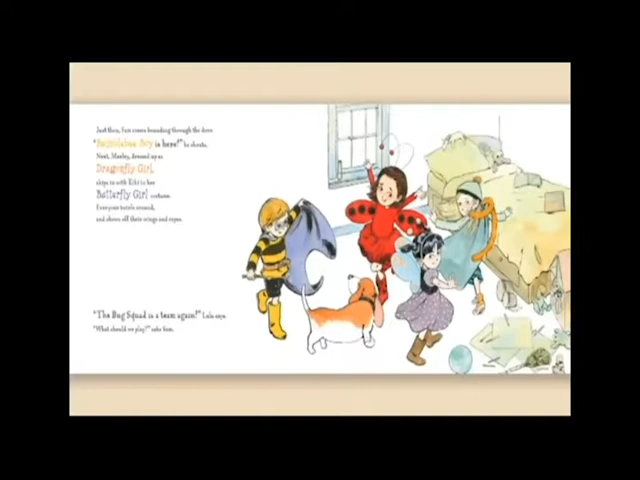 Just then, Sam comes bounding through the door.
"Bumblebee Boy is here!" he shouts.
Next, Marley, dressed up as
Dragonfly Girl,
skips in with Kiki in her
Butterfly Girl costume.
Everyone twirls around,
and shows off their wings and capes.
"The Bug Squad is a team again!" Lulu says.
"What should we play?" asks Sam.